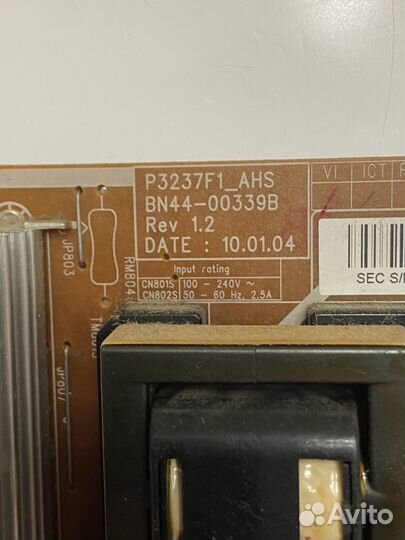 P3237F1_AHS
BN44-00339B
Rev 1.2
DATE : 10.01.04
VI ICT
Input rating
CN801S 100 - 240V ~
CN802S 50 - 60 Hz, 2.5A
SEC S/
JP803
RM804
JP807
Avito